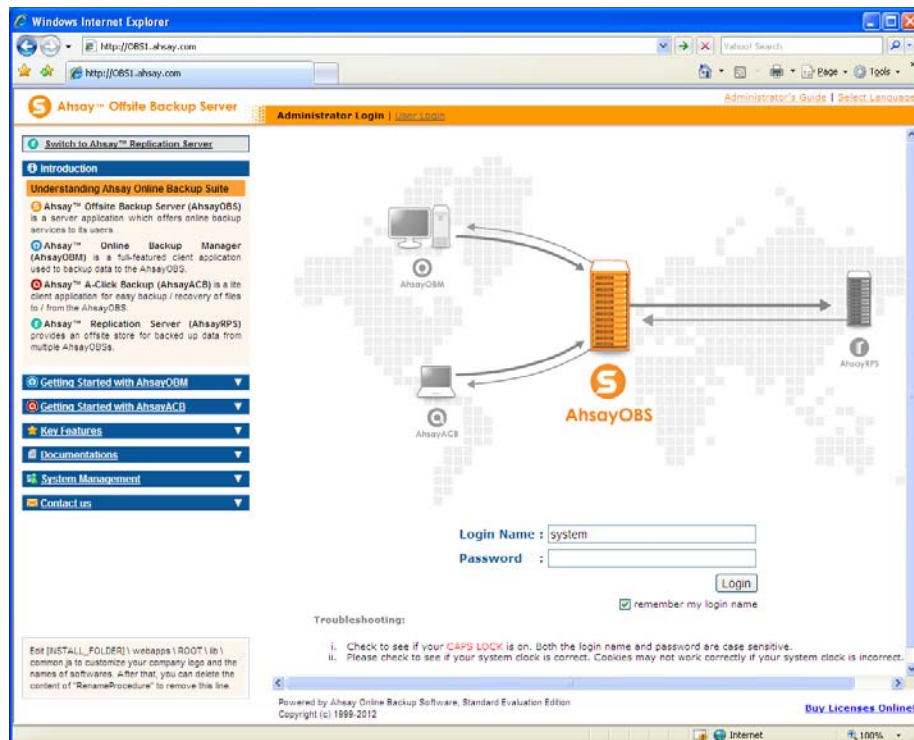 Windows Internet Explorer
http://OBS1.ahsay.com
Yahoo! Search
http://OBS1.ahsay.com
Page
Tools
Ahsay™ Offsite Backup Server
Administrator's Guide | Select Language
Administrator Login | User Login
Switch to Ahsay™ Replication Server
Introduction
Understanding Ahsay Online Backup Suite
Ahsay™ Offsite Backup Server (AhsayOBS)
is a server application which offers online backup
services to its users.
Ahsay™ Online Backup Manager
(AhsayOBM) is a full-featured client application
used to backup data to the AhsayOBS.
Ahsay™ A-Click Backup (AhsayACB) is a lite
client application for easy backup / recovery of files
to / from the AhsayOBS.
Ahsay™ Replication Server (AhsayRPS)
provides an offsite store for backed up data from
multiple AhsayOBSs.
Getting Started with AhsayOBM
Getting Started with AhsayACB
Key Features
Documentations
System Management
Contact us
AhsayOBM
AhsayACB
AhsayOBS
AhsayRPS
Login Name : system
Password :
Login
remember my login name
Troubleshooting:
i. Check to see if your CAPS LOCK is on. Both the login name and password are case sensitive.
ii. Please check to see if your system clock is correct. Cookies may not work correctly if your system clock is incorrect.
Edit [INSTALL_FOLDER] \ webapps \ ROOT \ lib \
common.js to customize your company logo and the
names of softwares. After that, you can delete the
content of "RenameProcedure" to remove this line.
Powered by Ahsay Online Backup Software, Standard Evaluation Edition
Copyright (c) 1999-2012
Buy Licenses Online!
Internet
100%